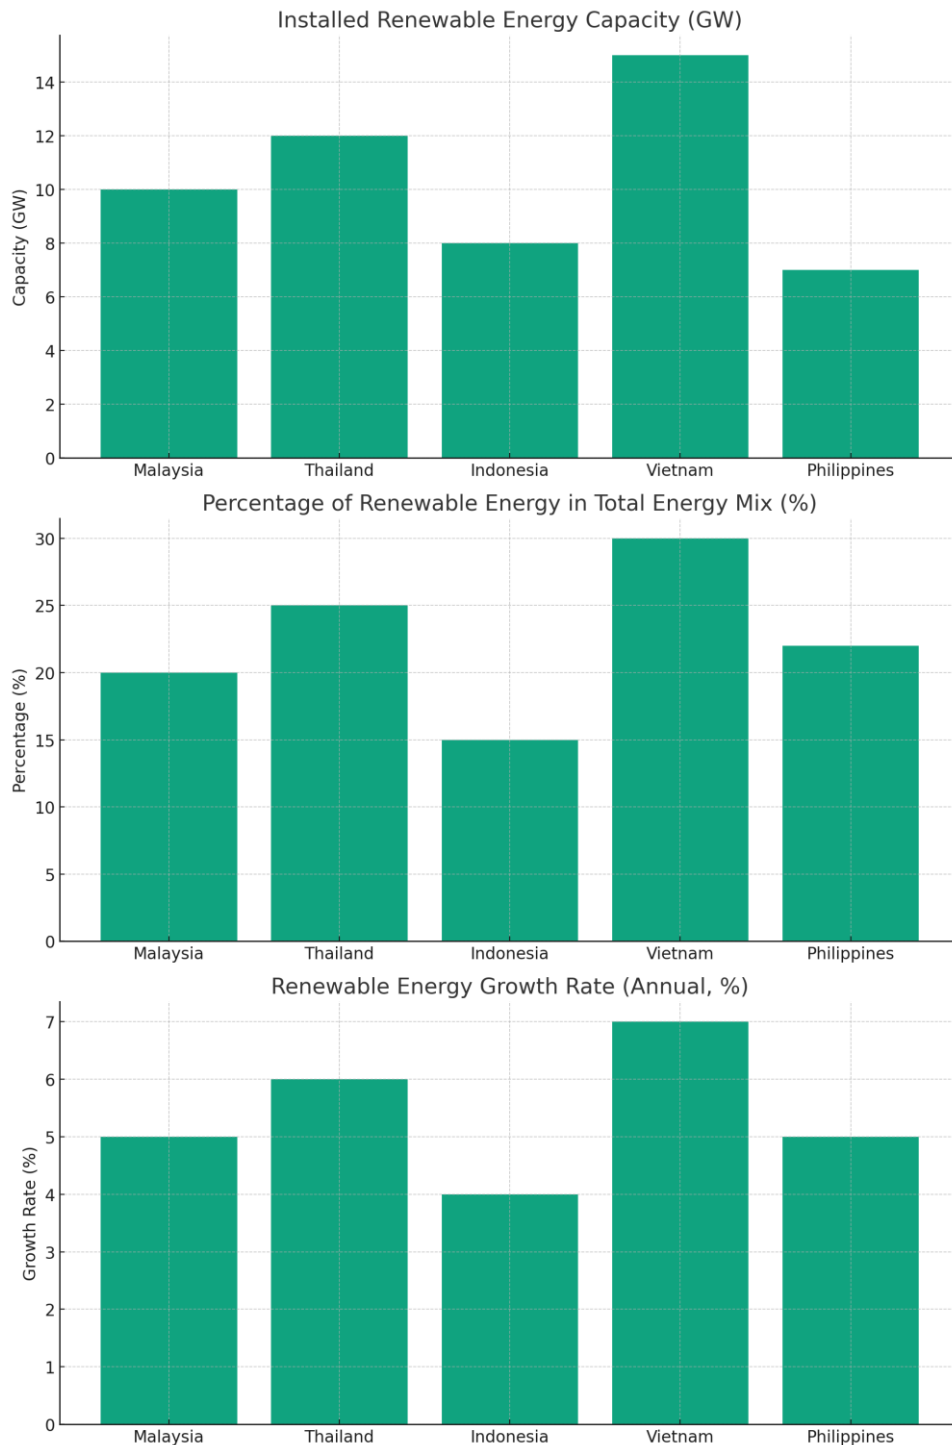 Installed Renewable Energy Capacity (GW)
14
12
10
8
6
4
2
0
Capacity (GW)
Malaysia Thailand Indonesia Vietnam Philippines
Percentage of Renewable Energy in Total Energy Mix (%)
30
25
20
15
10
5
0
Percentage (%)
Malaysia Thailand Indonesia Vietnam Philippines
Renewable Energy Growth Rate (Annual, %)
7
6
5
4
3
2
1
0
Growth Rate (%)
Malaysia Thailand Indonesia Vietnam Philippines